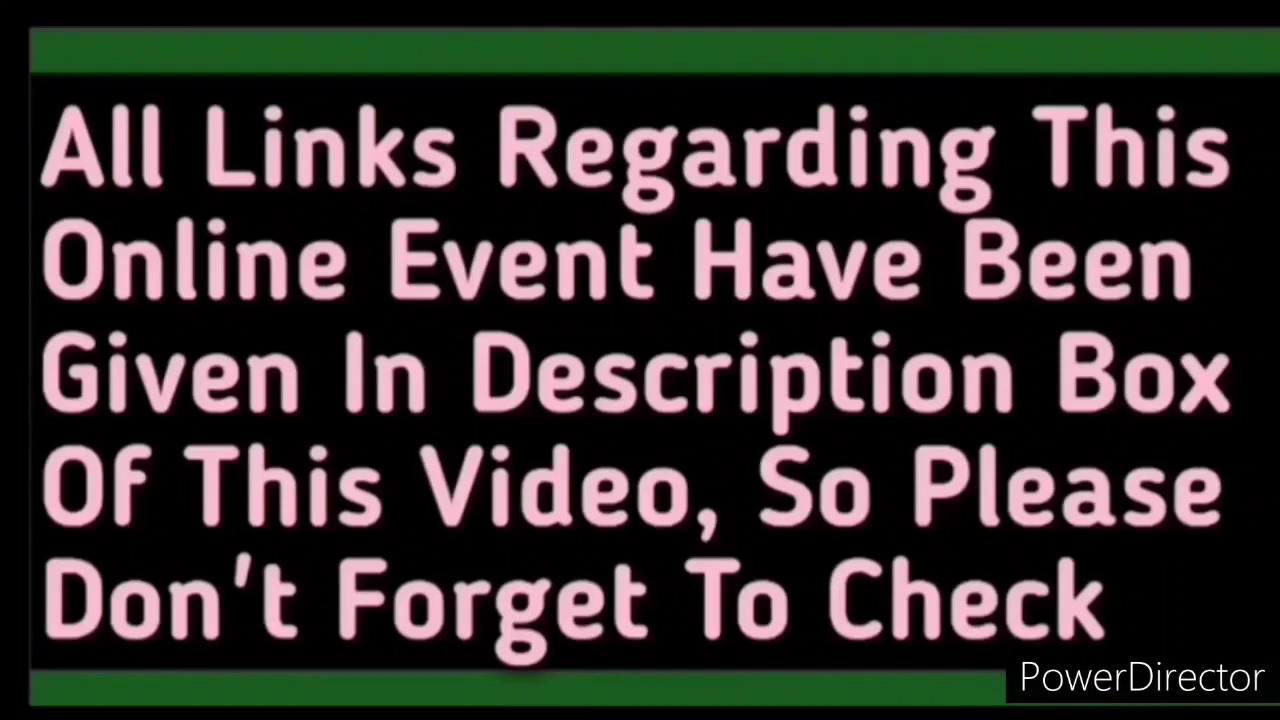 All Links Regarding This
Online Event Have Been
Given In Description Box
Of This Video, So Please
Don't Forget To Check
PowerDirector